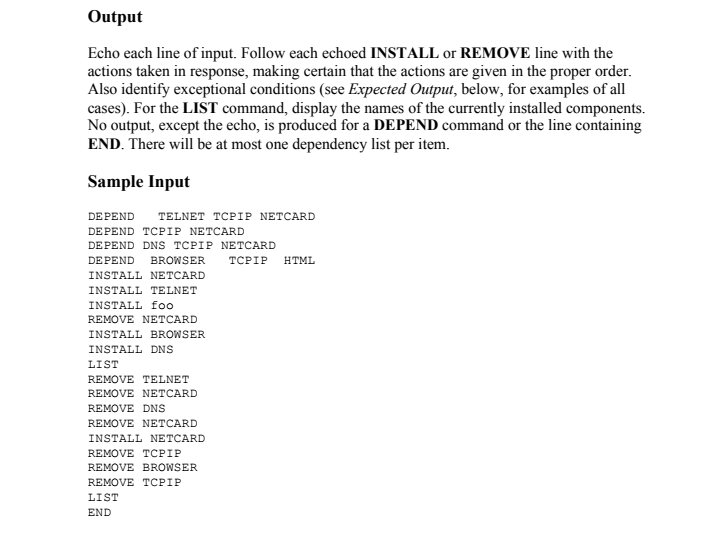 Output
Echo each line of input. Follow each echoed INSTALL or REMOVE line with the
actions taken in response, making certain that the actions are given in the proper order.
Also identify exceptional conditions (see Expected Output, below, for examples of all
cases). For the LIST command, display the names of the currently installed components.
No output, except the echo, is produced for a DEPEND command or the line containing
END. There will be at most one dependency list per item.
Sample Input
DEPEND   TELNET TCPIP NETCARD
DEPEND TCPIP NETCARD
DEPEND DNS TCPIP NETCARD
DEPEND  BROWSER   TCPIP  HTML
INSTALL NETCARD
INSTALL TELNET
INSTALL foo
REMOVE NETCARD
INSTALL BROWSER
INSTALL DNS
LIST
REMOVE TELNET
REMOVE NETCARD
REMOVE DNS
REMOVE NETCARD
INSTALL NETCARD
REMOVE TCPIP
REMOVE BROWSER
REMOVE TCPIP
LIST
END